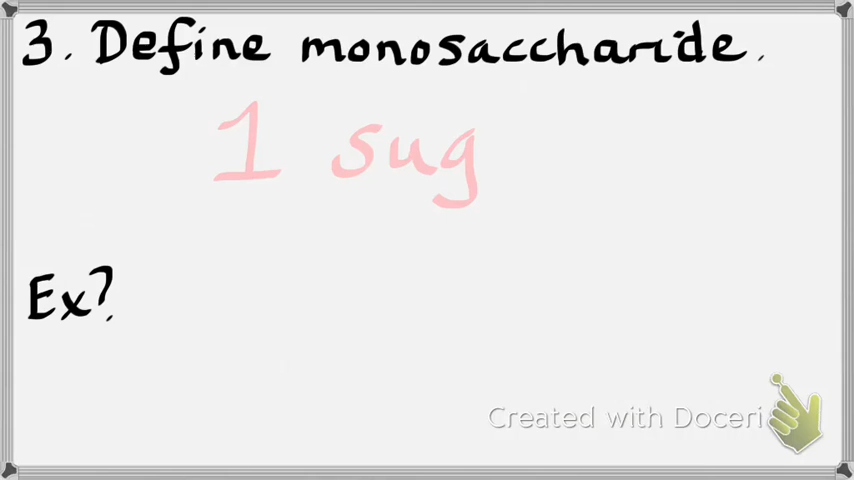 3. Define monosaccharide.
1 sug
Ex?
Created with Doceri